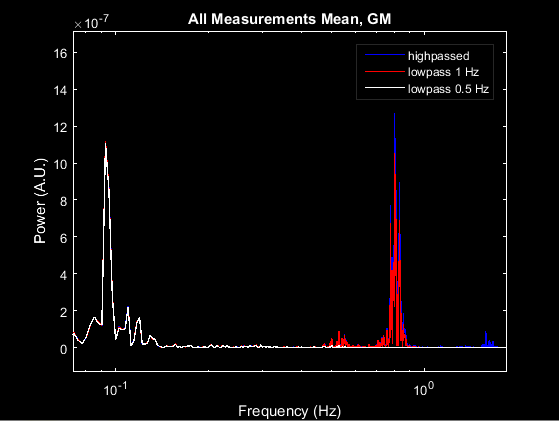 All Measurements Mean, GM
×10⁻⁷
highpassed
lowpass 1 Hz
lowpass 0.5 Hz
16
14
12
10
8
6
4
2
0
Power (A.U.)
10⁻¹
10⁰
Frequency (Hz)